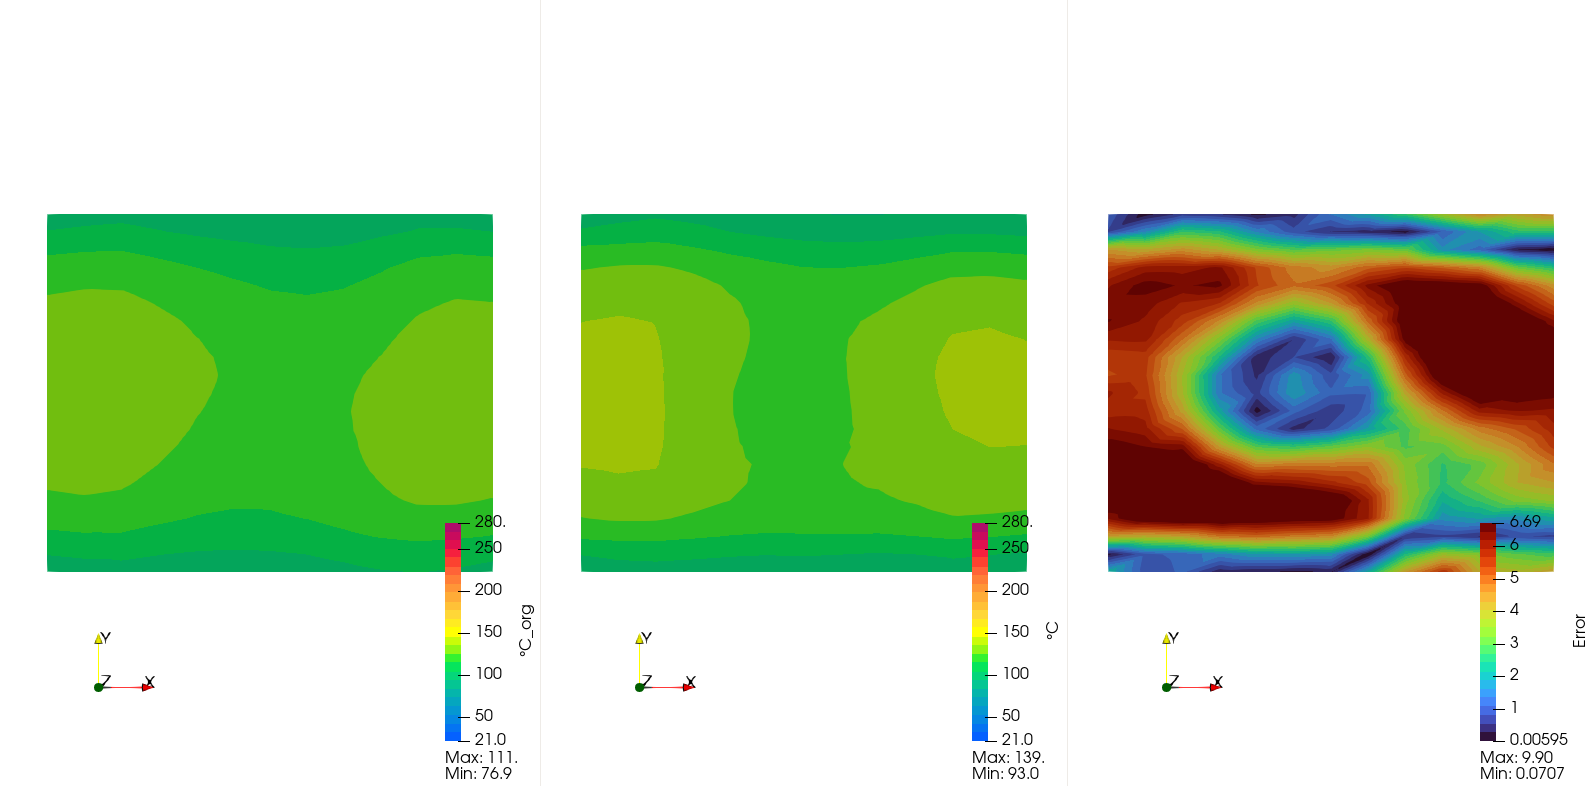 280.
250
200
150
100
50
21.0
°C_org
Max: 111.
Min: 76.9
Y
Z
X
280.
250
200
150
100
50
21.0
°C
Max: 139.
Min: 93.0
Y
Z
X
6.69
6
5
4
3
2
1
0.00595
Error
Max: 9.90
Min: 0.0707
Y
Z
X